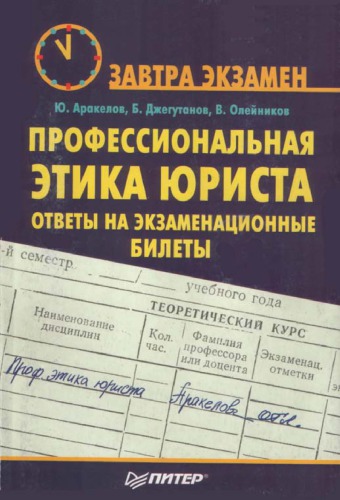 ЗАВТРА ЭКЗАМЕН
Ю. Аракелов, Б. Джегутанов, В. Олейников
ПРОФЕССИОНАЛЬНАЯ
ЭТИКА ЮРИСТА
ОТВЕТЫ НА ЭКЗАМЕНАЦИОННЫЕ
БИЛЕТЫ
-й семестр учебного года
ТЕОРЕТИЧЕСКИЙ КУРС
Наименование дисциплин
Кол. час.
Фамилия профессора или доцента
Экзаменац. отметки
Проф. этика юриста
Аракелов отл.
ПИТЕР